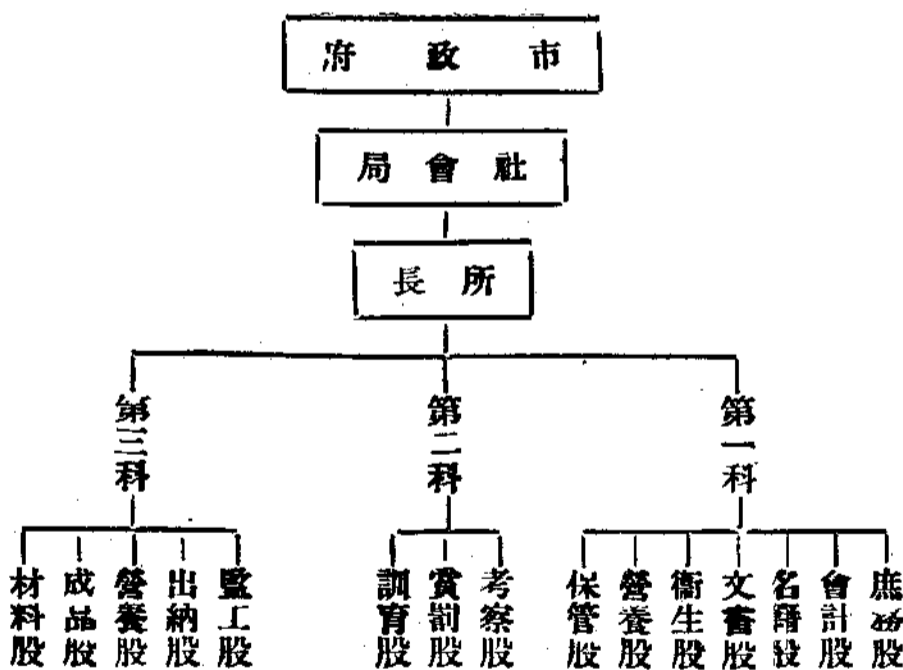 市政府
社會局
所長
第一科
第二科
第三科
庶務股
會計股
名籍股
文書股
衞生股
營養股
保管股
考察股
賞罰股
訓育股
監工股
出納股
營養股
成品股
材料股